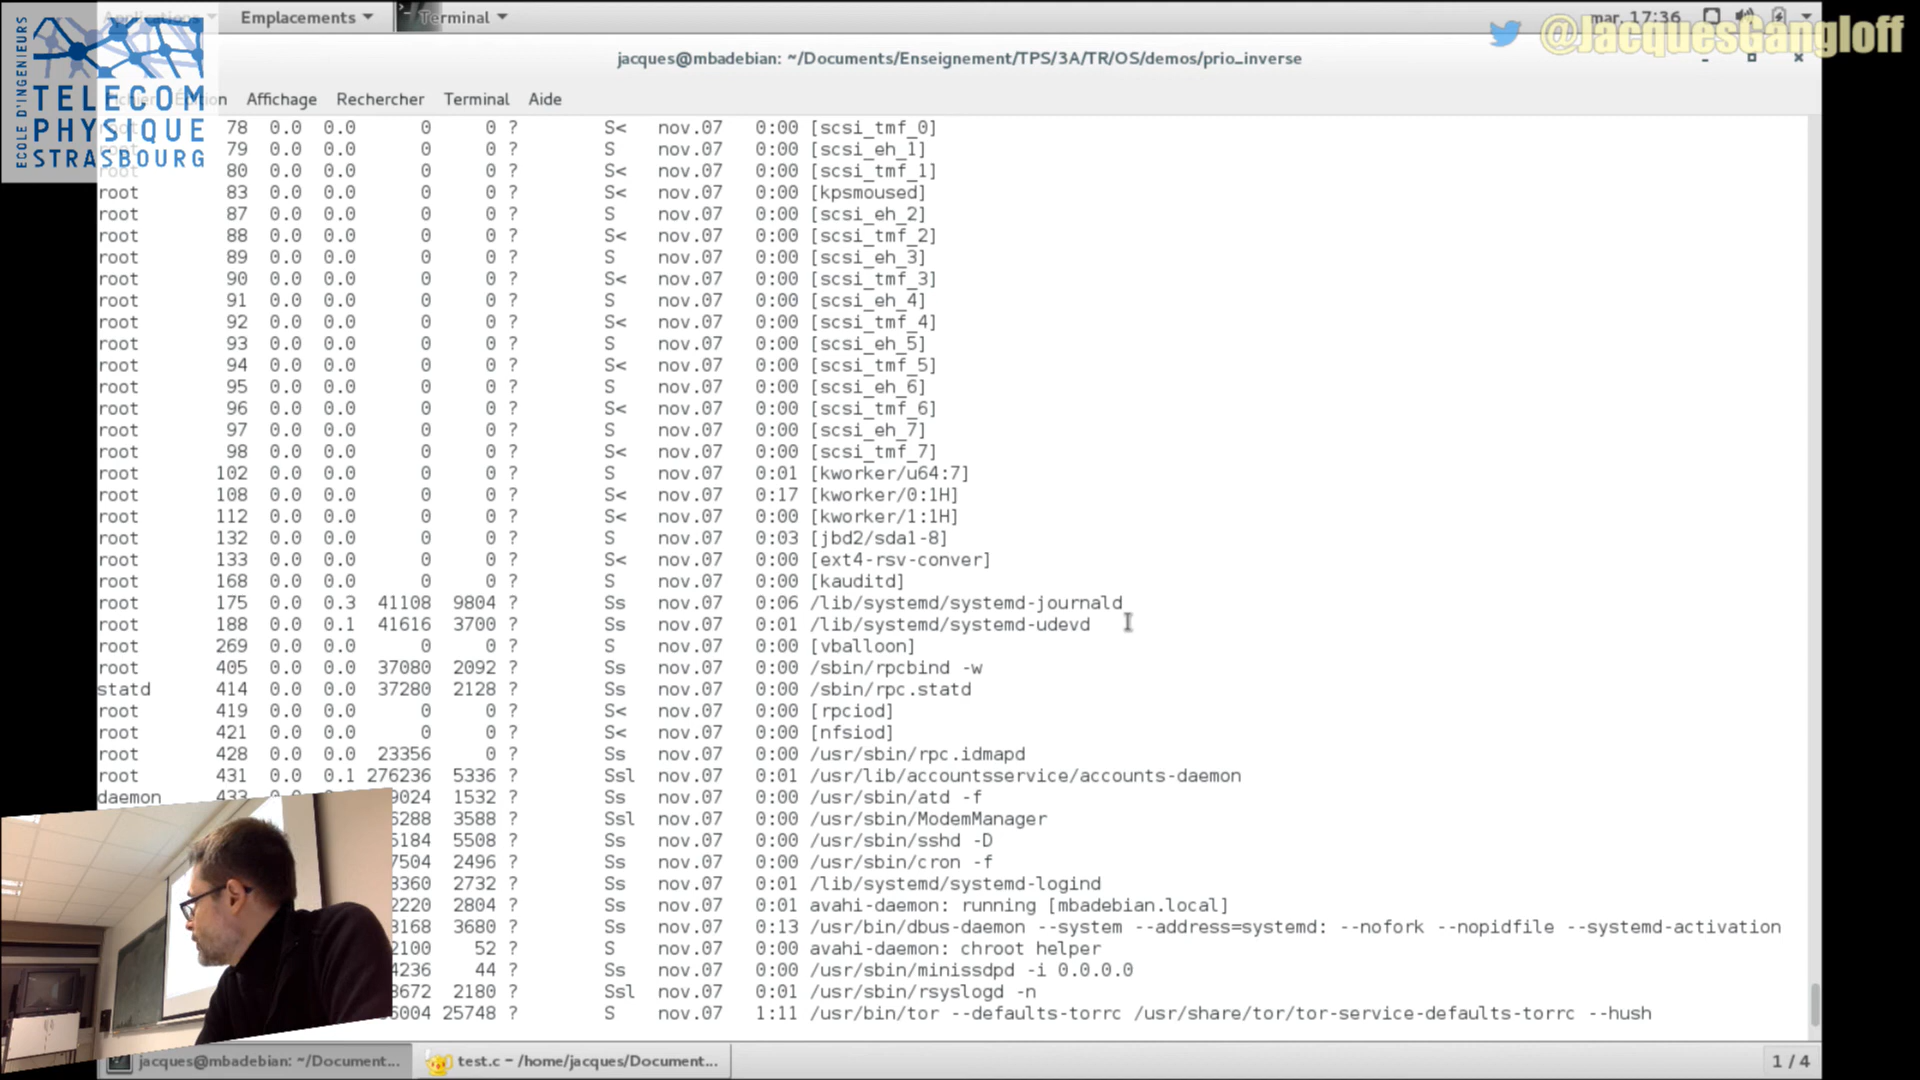 Applications Emplacements Terminal mar. 17:36 @JacquesGangloff
jacques@mbadebian: ~/Documents/Enseignement/TPS/3A/TR/OS/demos/prio_inverse
ECOLE D'INGENIEURS
TELECOM
PHYSIQUE
STRASBOURG
Affichage Rechercher Terminal Aide
78 0.0 0.0 0 0 ? S< nov.07 0:00 [scsi_tmf_0]
79 0.0 0.0 0 0 ? S nov.07 0:00 [scsi_eh_1]
root 80 0.0 0.0 0 0 ? S< nov.07 0:00 [scsi_tmf_1]
root 83 0.0 0.0 0 0 ? S< nov.07 0:00 [kpsmoused]
root 87 0.0 0.0 0 0 ? S nov.07 0:00 [scsi_eh_2]
root 88 0.0 0.0 0 0 ? S< nov.07 0:00 [scsi_tmf_2]
root 89 0.0 0.0 0 0 ? S nov.07 0:00 [scsi_eh_3]
root 90 0.0 0.0 0 0 ? S< nov.07 0:00 [scsi_tmf_3]
root 91 0.0 0.0 0 0 ? S nov.07 0:00 [scsi_eh_4]
root 92 0.0 0.0 0 0 ? S< nov.07 0:00 [scsi_tmf_4]
root 93 0.0 0.0 0 0 ? S nov.07 0:00 [scsi_eh_5]
root 94 0.0 0.0 0 0 ? S< nov.07 0:00 [scsi_tmf_5]
root 95 0.0 0.0 0 0 ? S nov.07 0:00 [scsi_eh_6]
root 96 0.0 0.0 0 0 ? S< nov.07 0:00 [scsi_tmf_6]
root 97 0.0 0.0 0 0 ? S nov.07 0:00 [scsi_eh_7]
root 98 0.0 0.0 0 0 ? S< nov.07 0:00 [scsi_tmf_7]
root 102 0.0 0.0 0 0 ? S nov.07 0:01 [kworker/u64:7]
root 108 0.0 0.0 0 0 ? S< nov.07 0:17 [kworker/0:1H]
root 112 0.0 0.0 0 0 ? S< nov.07 0:00 [kworker/1:1H]
root 132 0.0 0.0 0 0 ? S nov.07 0:03 [jbd2/sda1-8]
root 133 0.0 0.0 0 0 ? S< nov.07 0:00 [ext4-rsv-conver]
root 168 0.0 0.0 0 0 ? S nov.07 0:00 [kauditd]
root 175 0.0 0.3 41108 9804 ? Ss nov.07 0:06 /lib/systemd/systemd-journald
root 188 0.0 0.1 41616 3700 ? Ss nov.07 0:01 /lib/systemd/systemd-udevd
root 269 0.0 0.0 0 0 ? S nov.07 0:00 [vballoon]
root 405 0.0 0.0 37080 2092 ? Ss nov.07 0:00 /sbin/rpcbind -w
statd 414 0.0 0.0 37280 2128 ? Ss nov.07 0:00 /sbin/rpc.statd
root 419 0.0 0.0 0 0 ? S< nov.07 0:00 [rpciod]
root 421 0.0 0.0 0 0 ? S< nov.07 0:00 [nfsiod]
root 428 0.0 0.0 23356 0 ? Ss nov.07 0:00 /usr/sbin/rpc.idmapd
root 431 0.0 0.1 276236 5336 ? Ssl nov.07 0:01 /usr/lib/accountsservice/accounts-daemon
daemon 433 9024 1532 ? Ss nov.07 0:00 /usr/sbin/atd -f
6288 3588 ? Ssl nov.07 0:00 /usr/sbin/ModemManager
5184 5508 ? Ss nov.07 0:00 /usr/sbin/sshd -D
7504 2496 ? Ss nov.07 0:00 /usr/sbin/cron -f
3360 2732 ? Ss nov.07 0:01 /lib/systemd/systemd-logind
2220 2804 ? Ss nov.07 0:01 avahi-daemon: running [mbadebian.local]
3168 3680 ? Ss nov.07 0:13 /usr/bin/dbus-daemon --system --address=systemd: --nofork --nopidfile --systemd-activation
2100 52 ? S nov.07 0:00 avahi-daemon: chroot helper
4236 44 ? Ss nov.07 0:00 /usr/sbin/minissdpd -i 0.0.0.0
3672 2180 ? Ssl nov.07 0:01 /usr/sbin/rsyslogd -n
6004 25748 ? S nov.07 1:11 /usr/bin/tor --defaults-torrc /usr/share/tor/tor-service-defaults-torrc --hush
jacques@mbadebian: ~/Document... test.c – /home/jacques/Document... 1 / 4